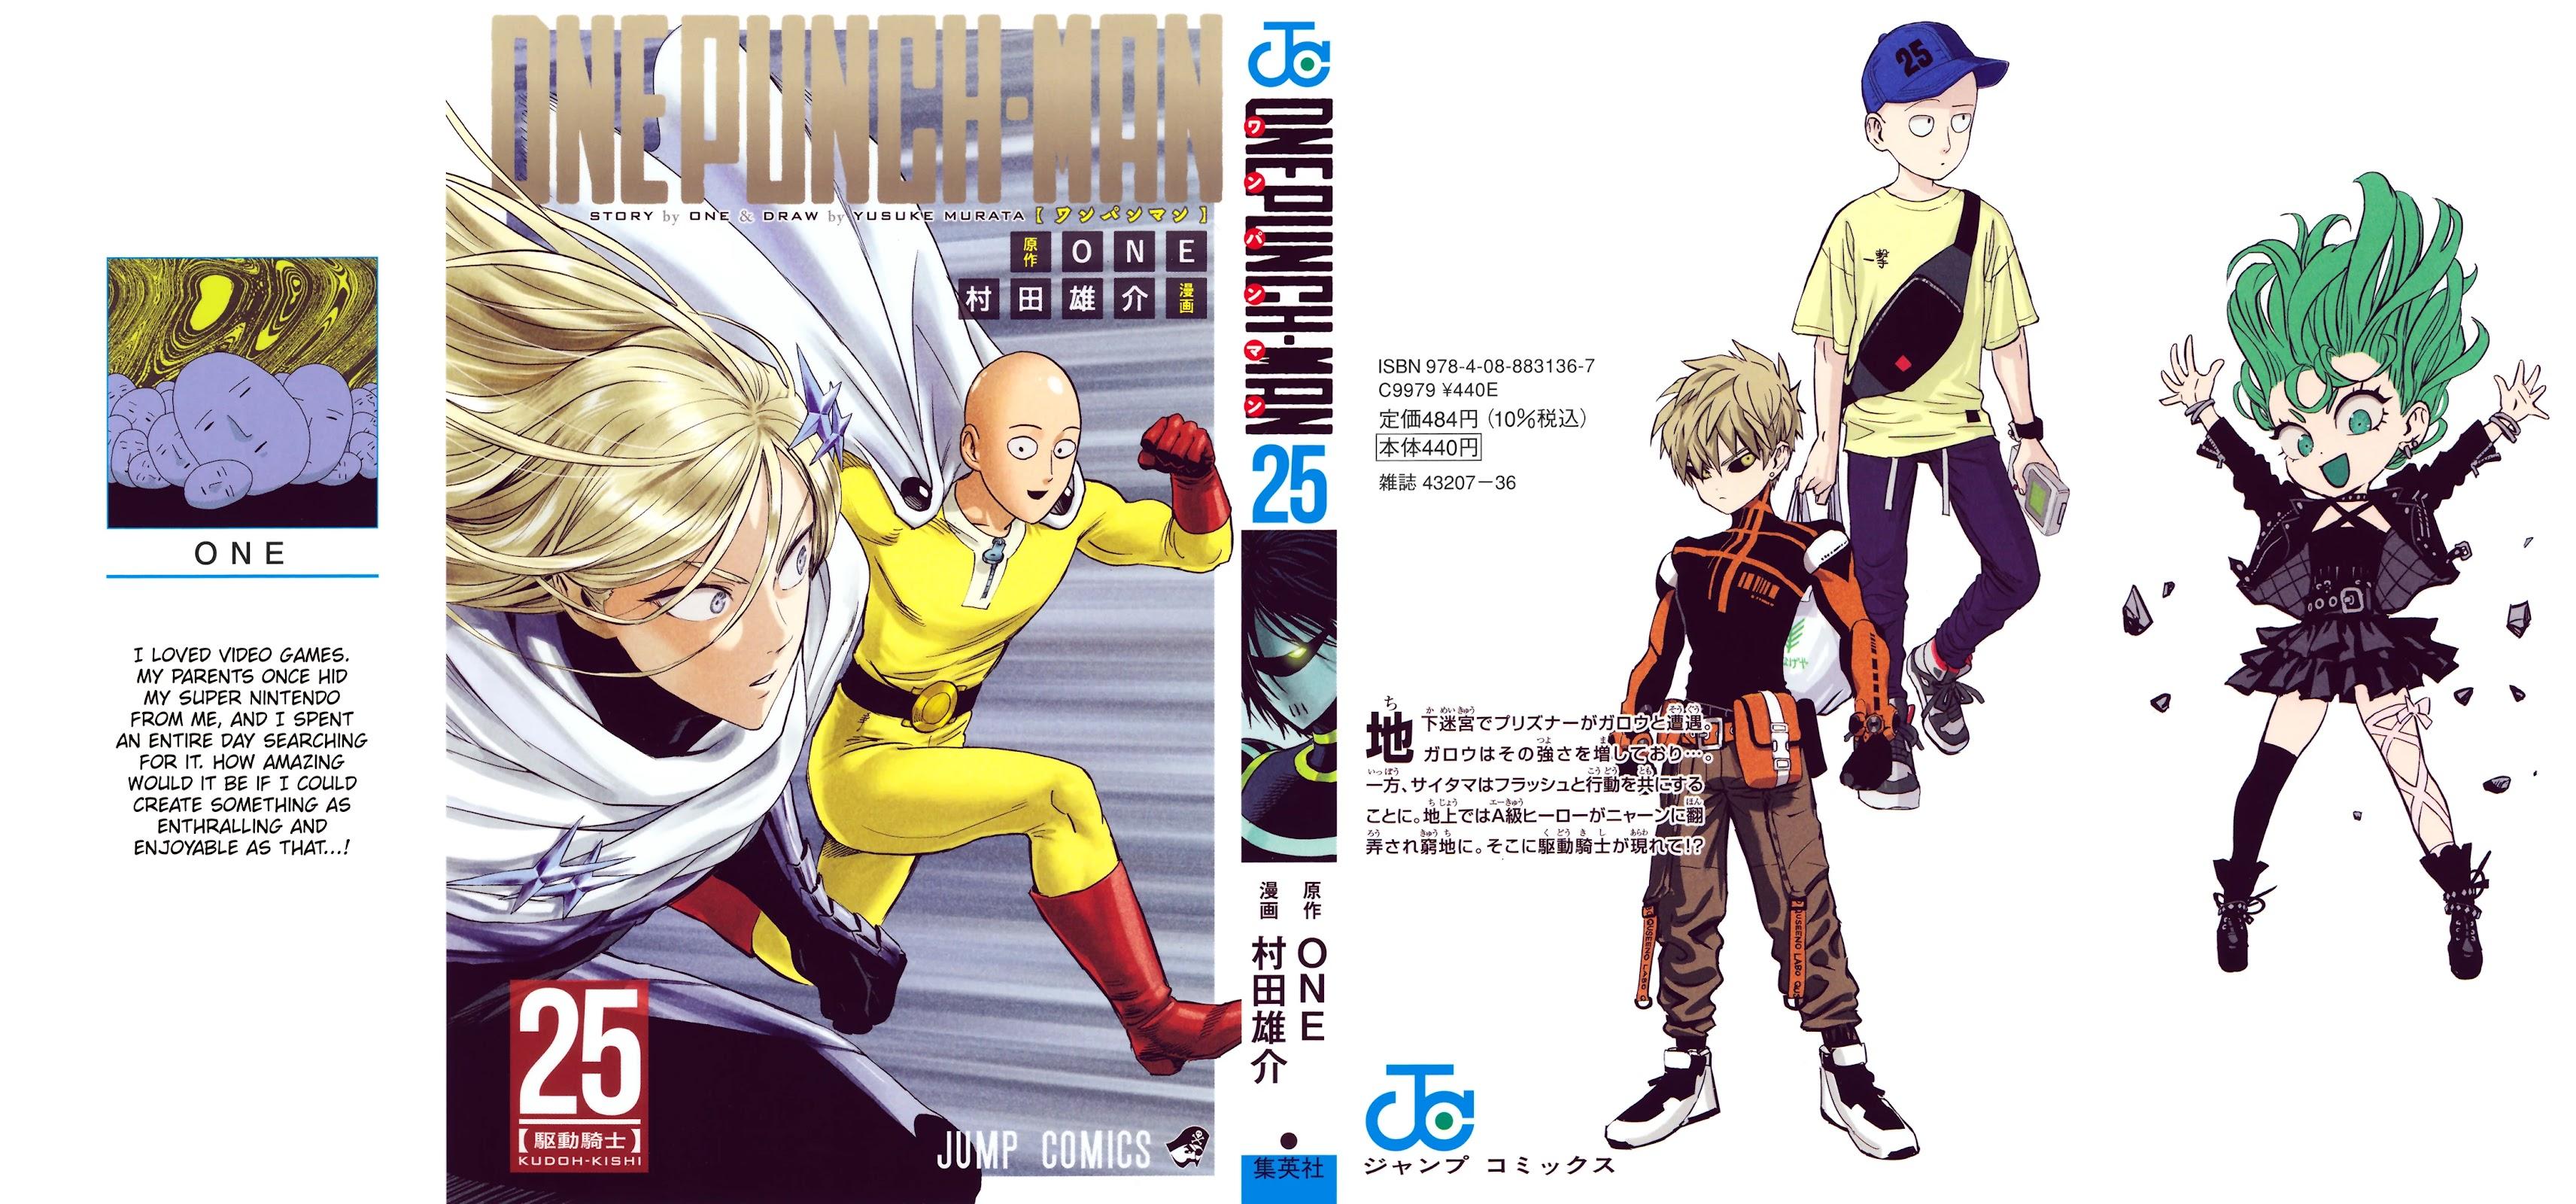 ONE
I LOVED VIDEO GAMES.
MY PARENTS ONCE HID
MY SUPER NINTENDO
FROM ME, AND I SPENT
AN ENTIRE DAY SEARCHING
FOR IT. HOW AMAZING
WOULD IT BE IF I COULD
CREATE SOMETHING AS
ENTHRALLING AND
ENJOYABLE AS THAT...!
ONEPUNCH-MAN
STORY by ONE & DRAW by YUSUKE MURATA【ワンパンマン】
原作 ONE
村田雄介 漫画
25
【駆動騎士】
KUDOH-KISHI
JUMP COMICS
JC
ONEPUNCH-MAN
ワンパンマン
25
原作 ONE
漫画 村田雄介
集英社
ISBN 978-4-08-883136-7
C9979 ¥440E
定価484円(10%税込)
本体440円
雑誌 43207-36
地下迷宮でプリズナーがガロウと遭遇。
ガロウはその強さを増しており…。
一方、サイタマはフラッシュと行動を共にする
ことに。地上ではA級ヒーローがニャーンに翻
弄され窮地に。そこに駆動騎士が現れて!?
JC
ジャンプ コミックス
25
一撃